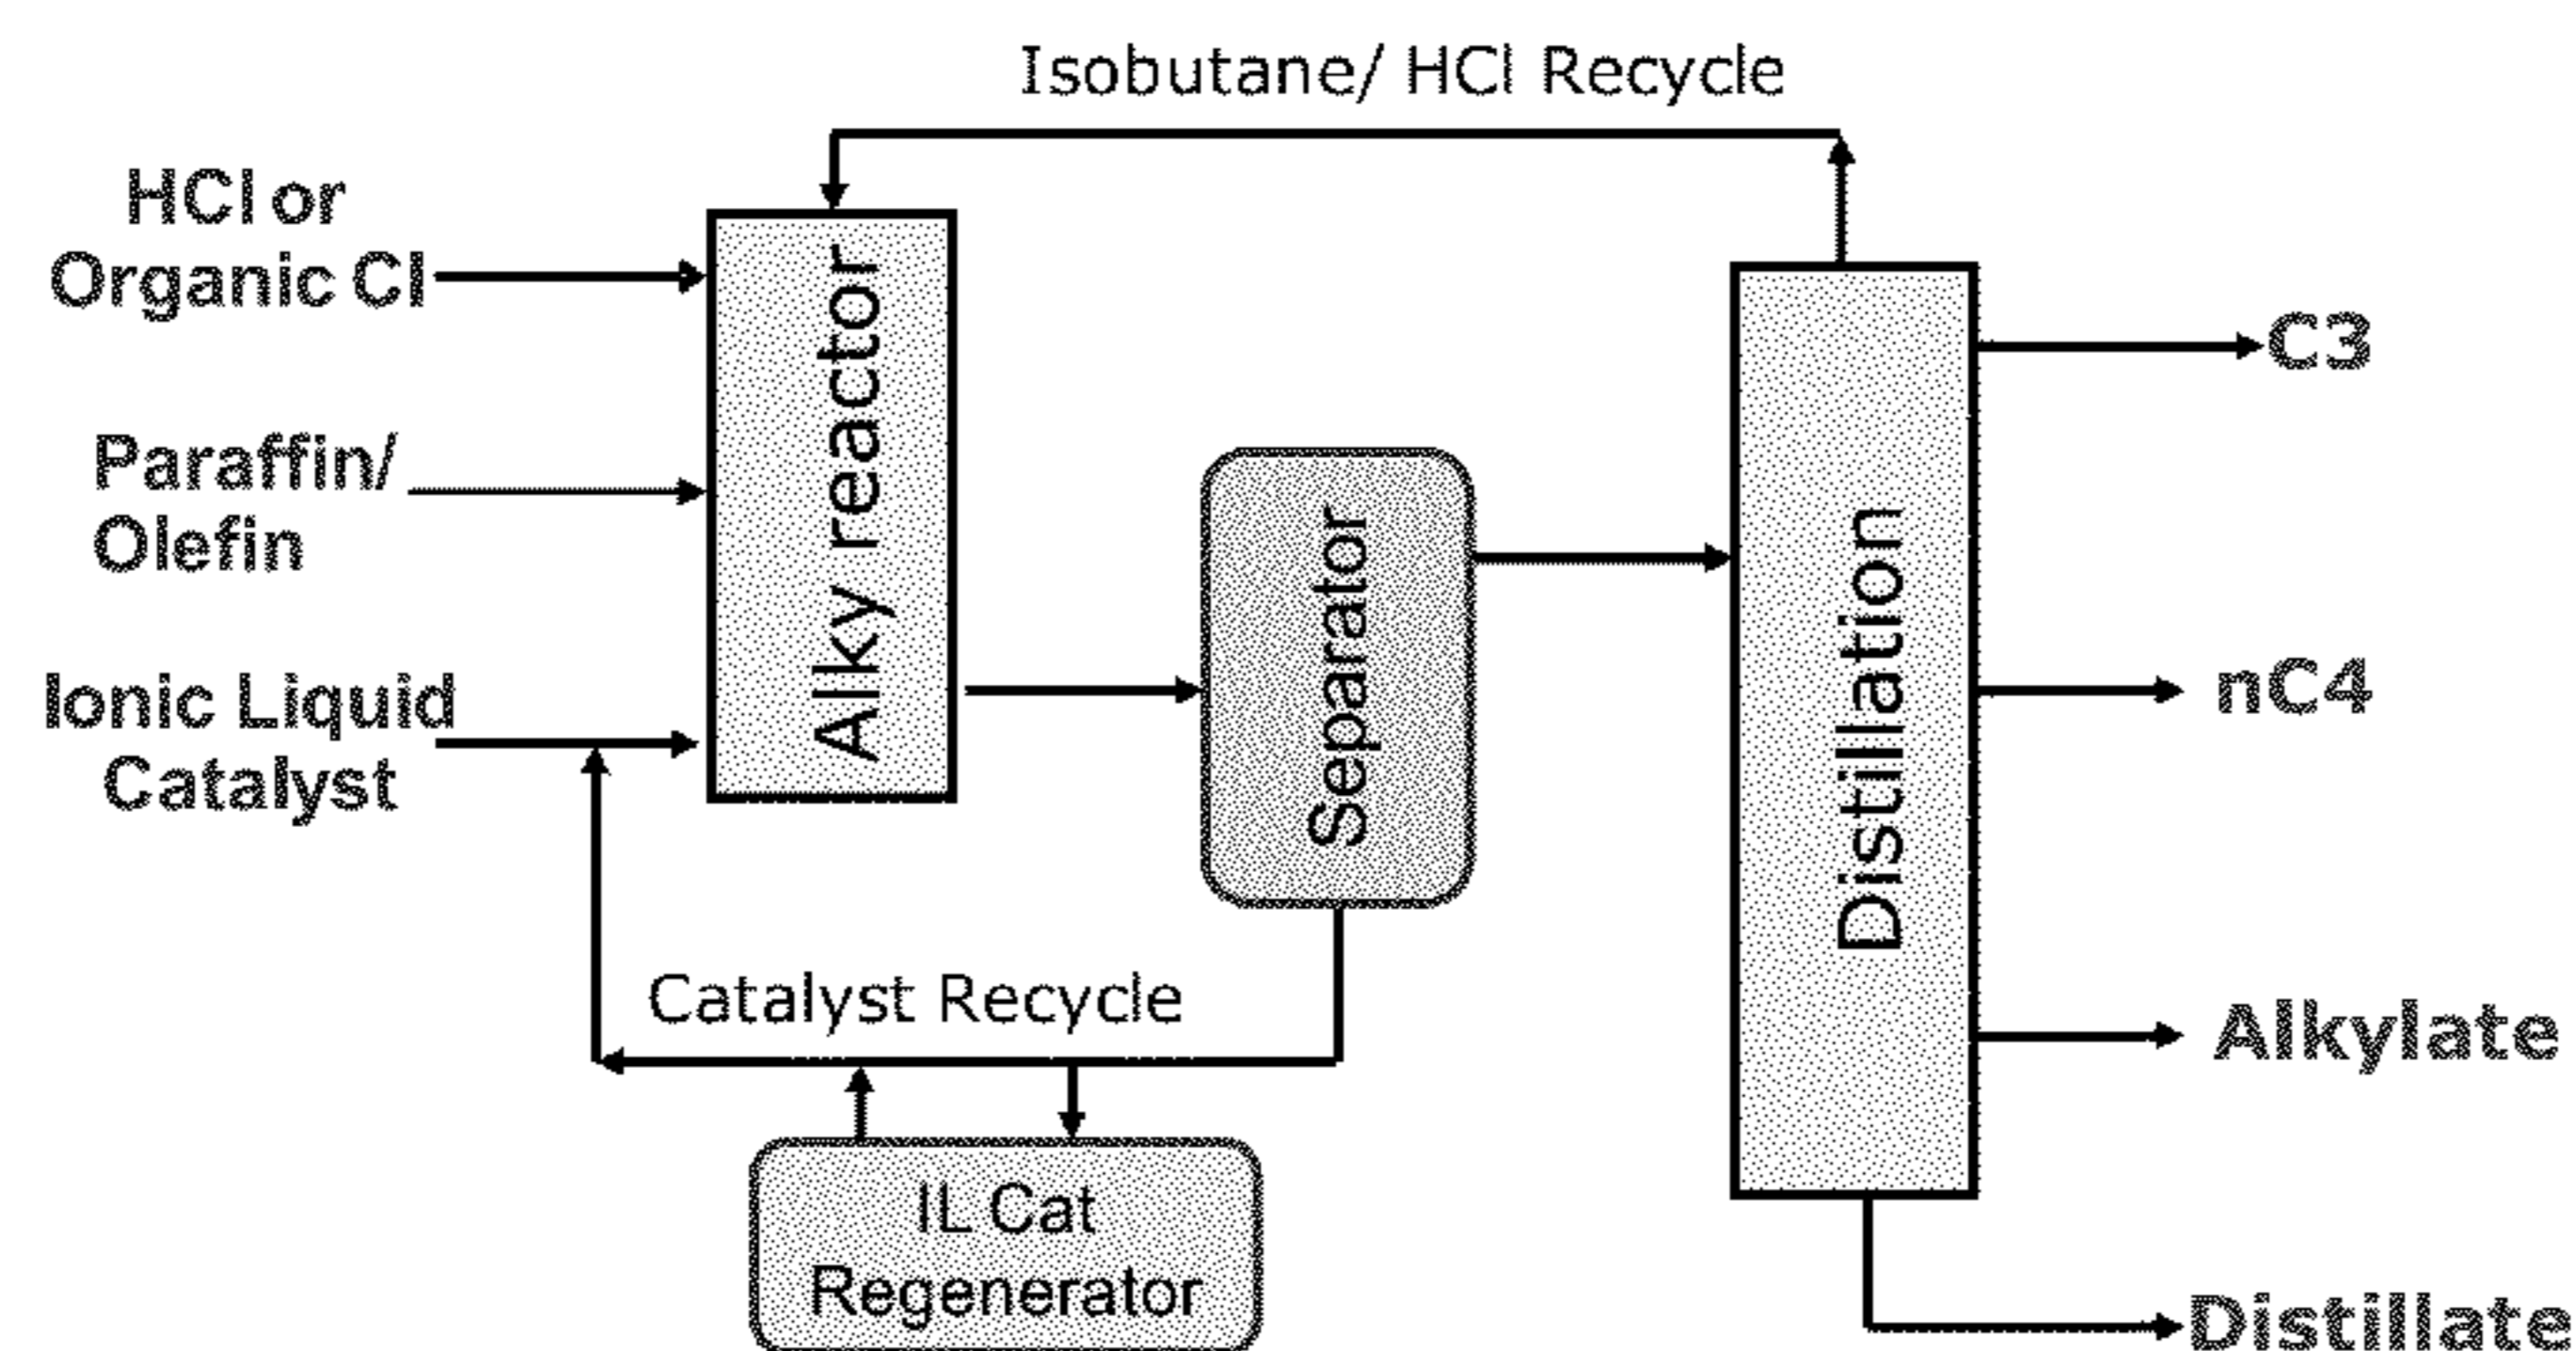 Isobutane/ HCl Recycle
HCl or
Organic Cl
Paraffin/
Olefin
Ionic Liquid
Catalyst
Alky reactor
Separator
Distillation
C3
nC4
Alkylate
Distillate
Catalyst Recycle
IL Cat
Regenerator